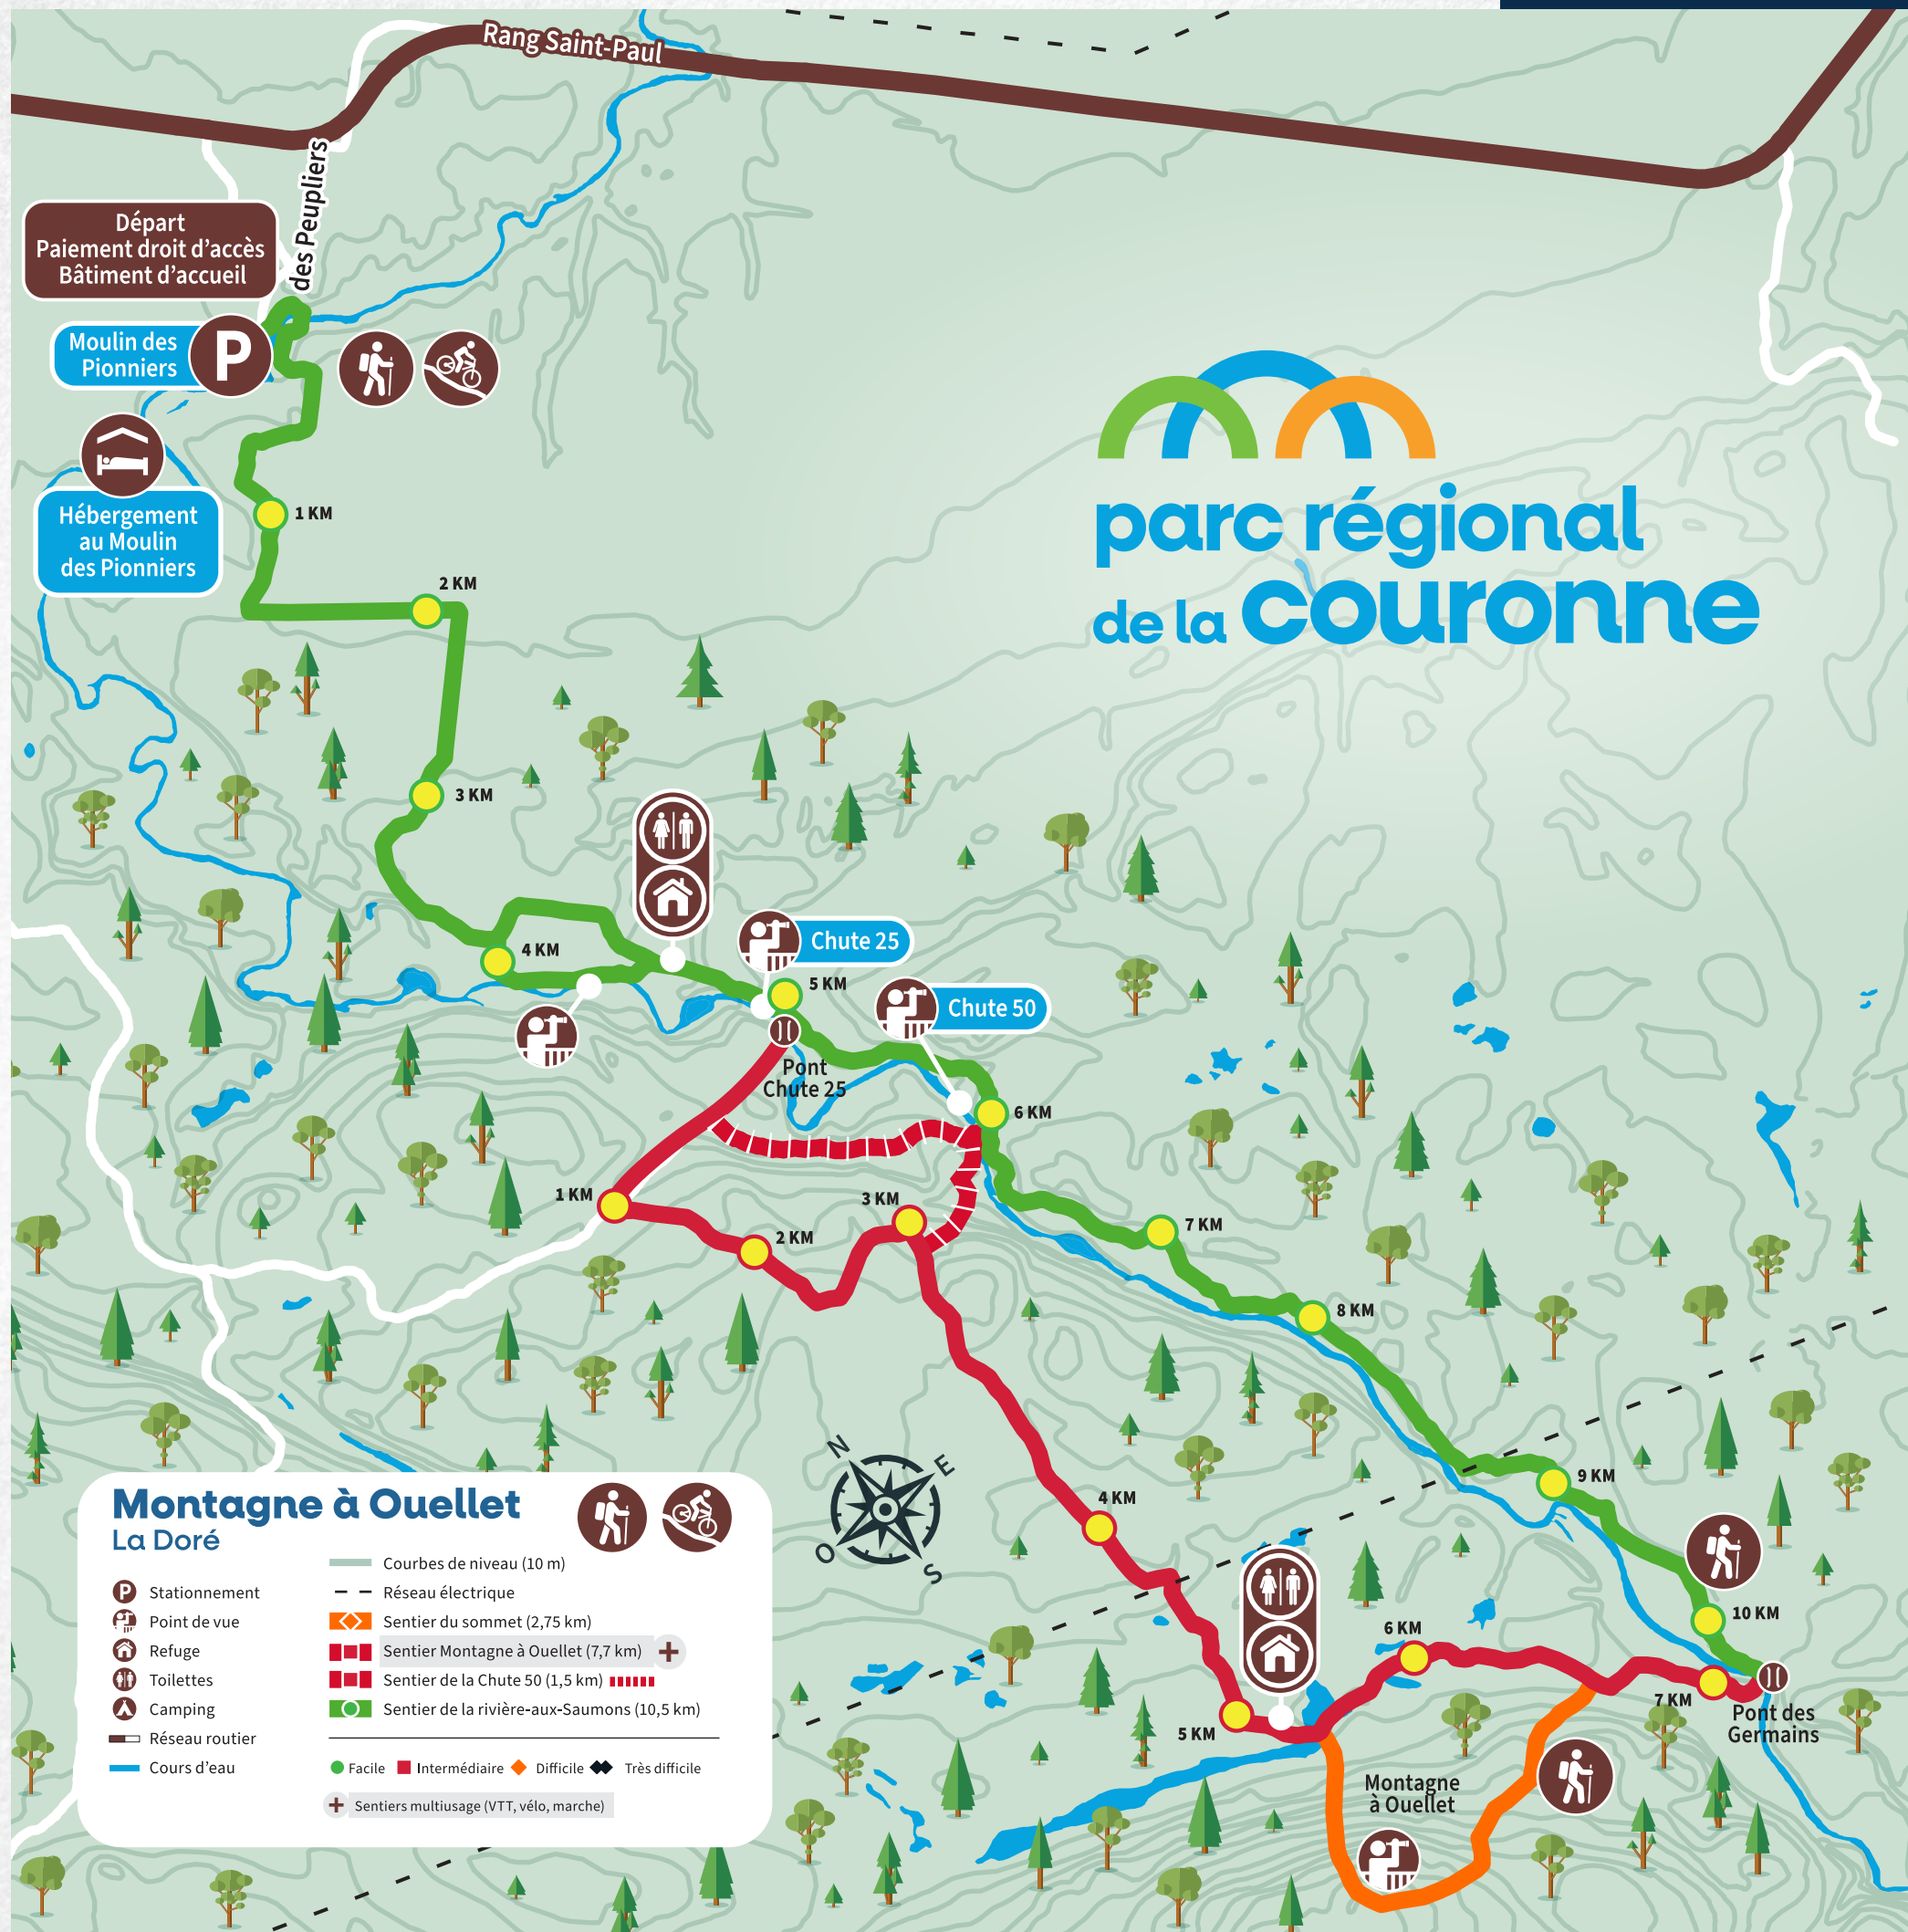 Rang Saint-Paul
des Peupliers
Départ
Paiement droit d'accès
Bâtiment d'accueil
Moulin des
Pionniers
P
Hébergement
au Moulin
des Pionniers
1 KM
2 KM
3 KM
4 KM
parc régional
de la couronne
Chute 25
5 KM
Chute 50
Pont
Chute 25
6 KM
1 KM
2 KM
3 KM
7 KM
8 KM
9 KM
10 KM
4 KM
5 KM
6 KM
7 KM
Pont des
Germains
Montagne
à Ouellet
N
E
O
S
Montagne à Ouellet
La Doré
P Stationnement
Point de vue
Refuge
Toilettes
Camping
Réseau routier
Cours d'eau
Courbes de niveau (10 m)
Réseau électrique
Sentier du sommet (2,75 km)
Sentier Montagne à Ouellet (7,7 km) +
Sentier de la Chute 50 (1,5 km)
Sentier de la rivière-aux-Saumons (10,5 km)
Facile Intermédiaire Difficile Très difficile
+ Sentiers multiusage (VTT, vélo, marche)